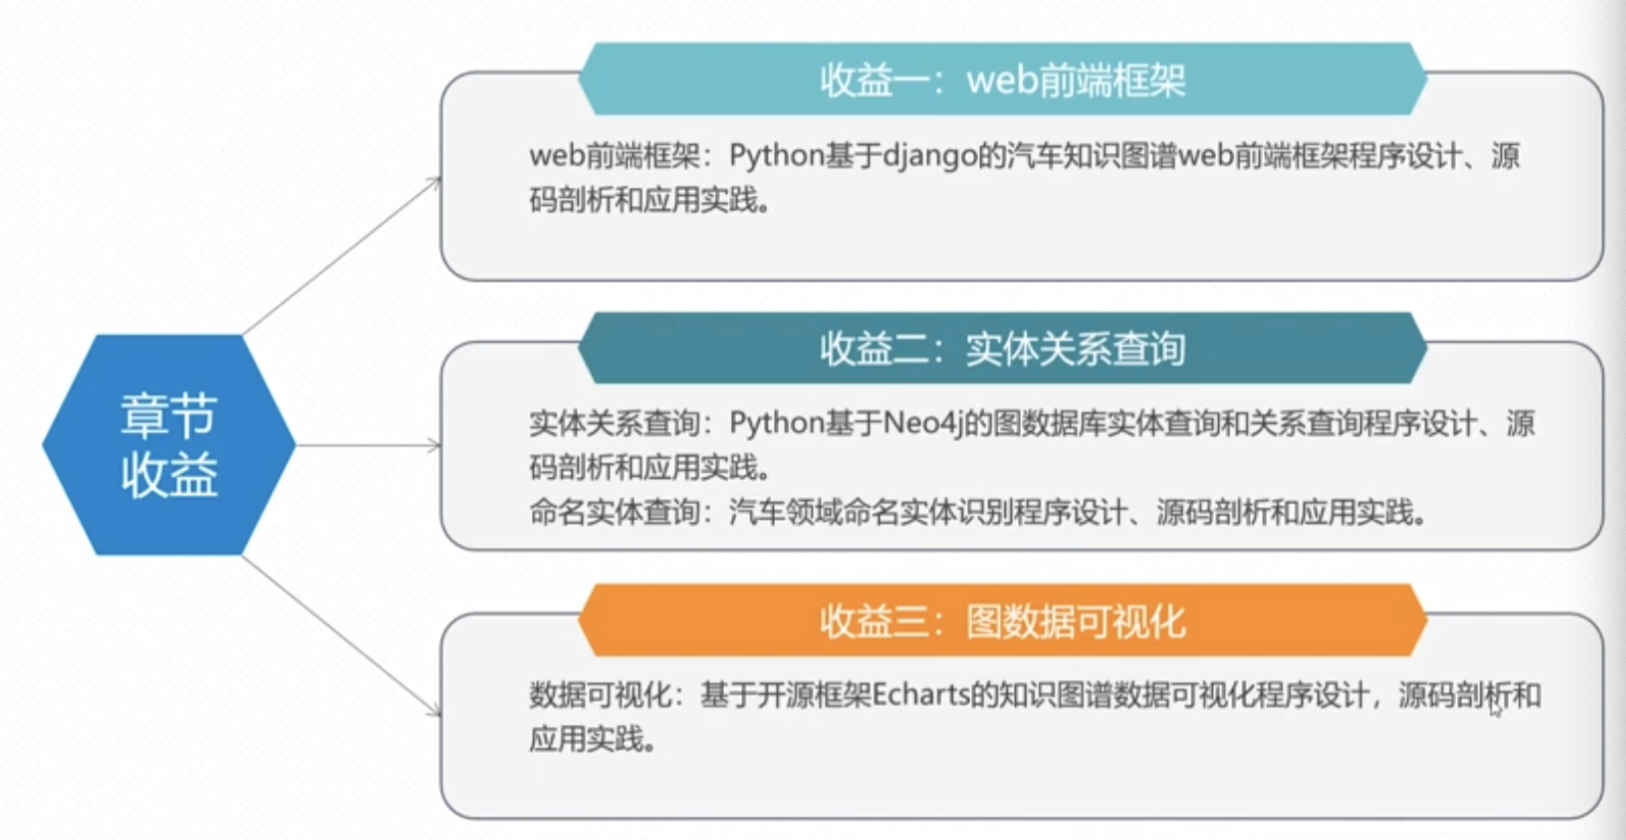 章节
收益
收益一：web前端框架
web前端框架：Python基于django的汽车知识图谱web前端框架程序设计、源
码剖析和应用实践。
收益二：实体关系查询
实体关系查询：Python基于Neo4j的图数据库实体查询和关系查询程序设计、源
码剖析和应用实践。
命名实体查询：汽车领域命名实体识别程序设计、源码剖析和应用实践。
收益三：图数据可视化
数据可视化：基于开源框架Echarts的知识图谱数据可视化程序设计，源码剖析和
应用实践。